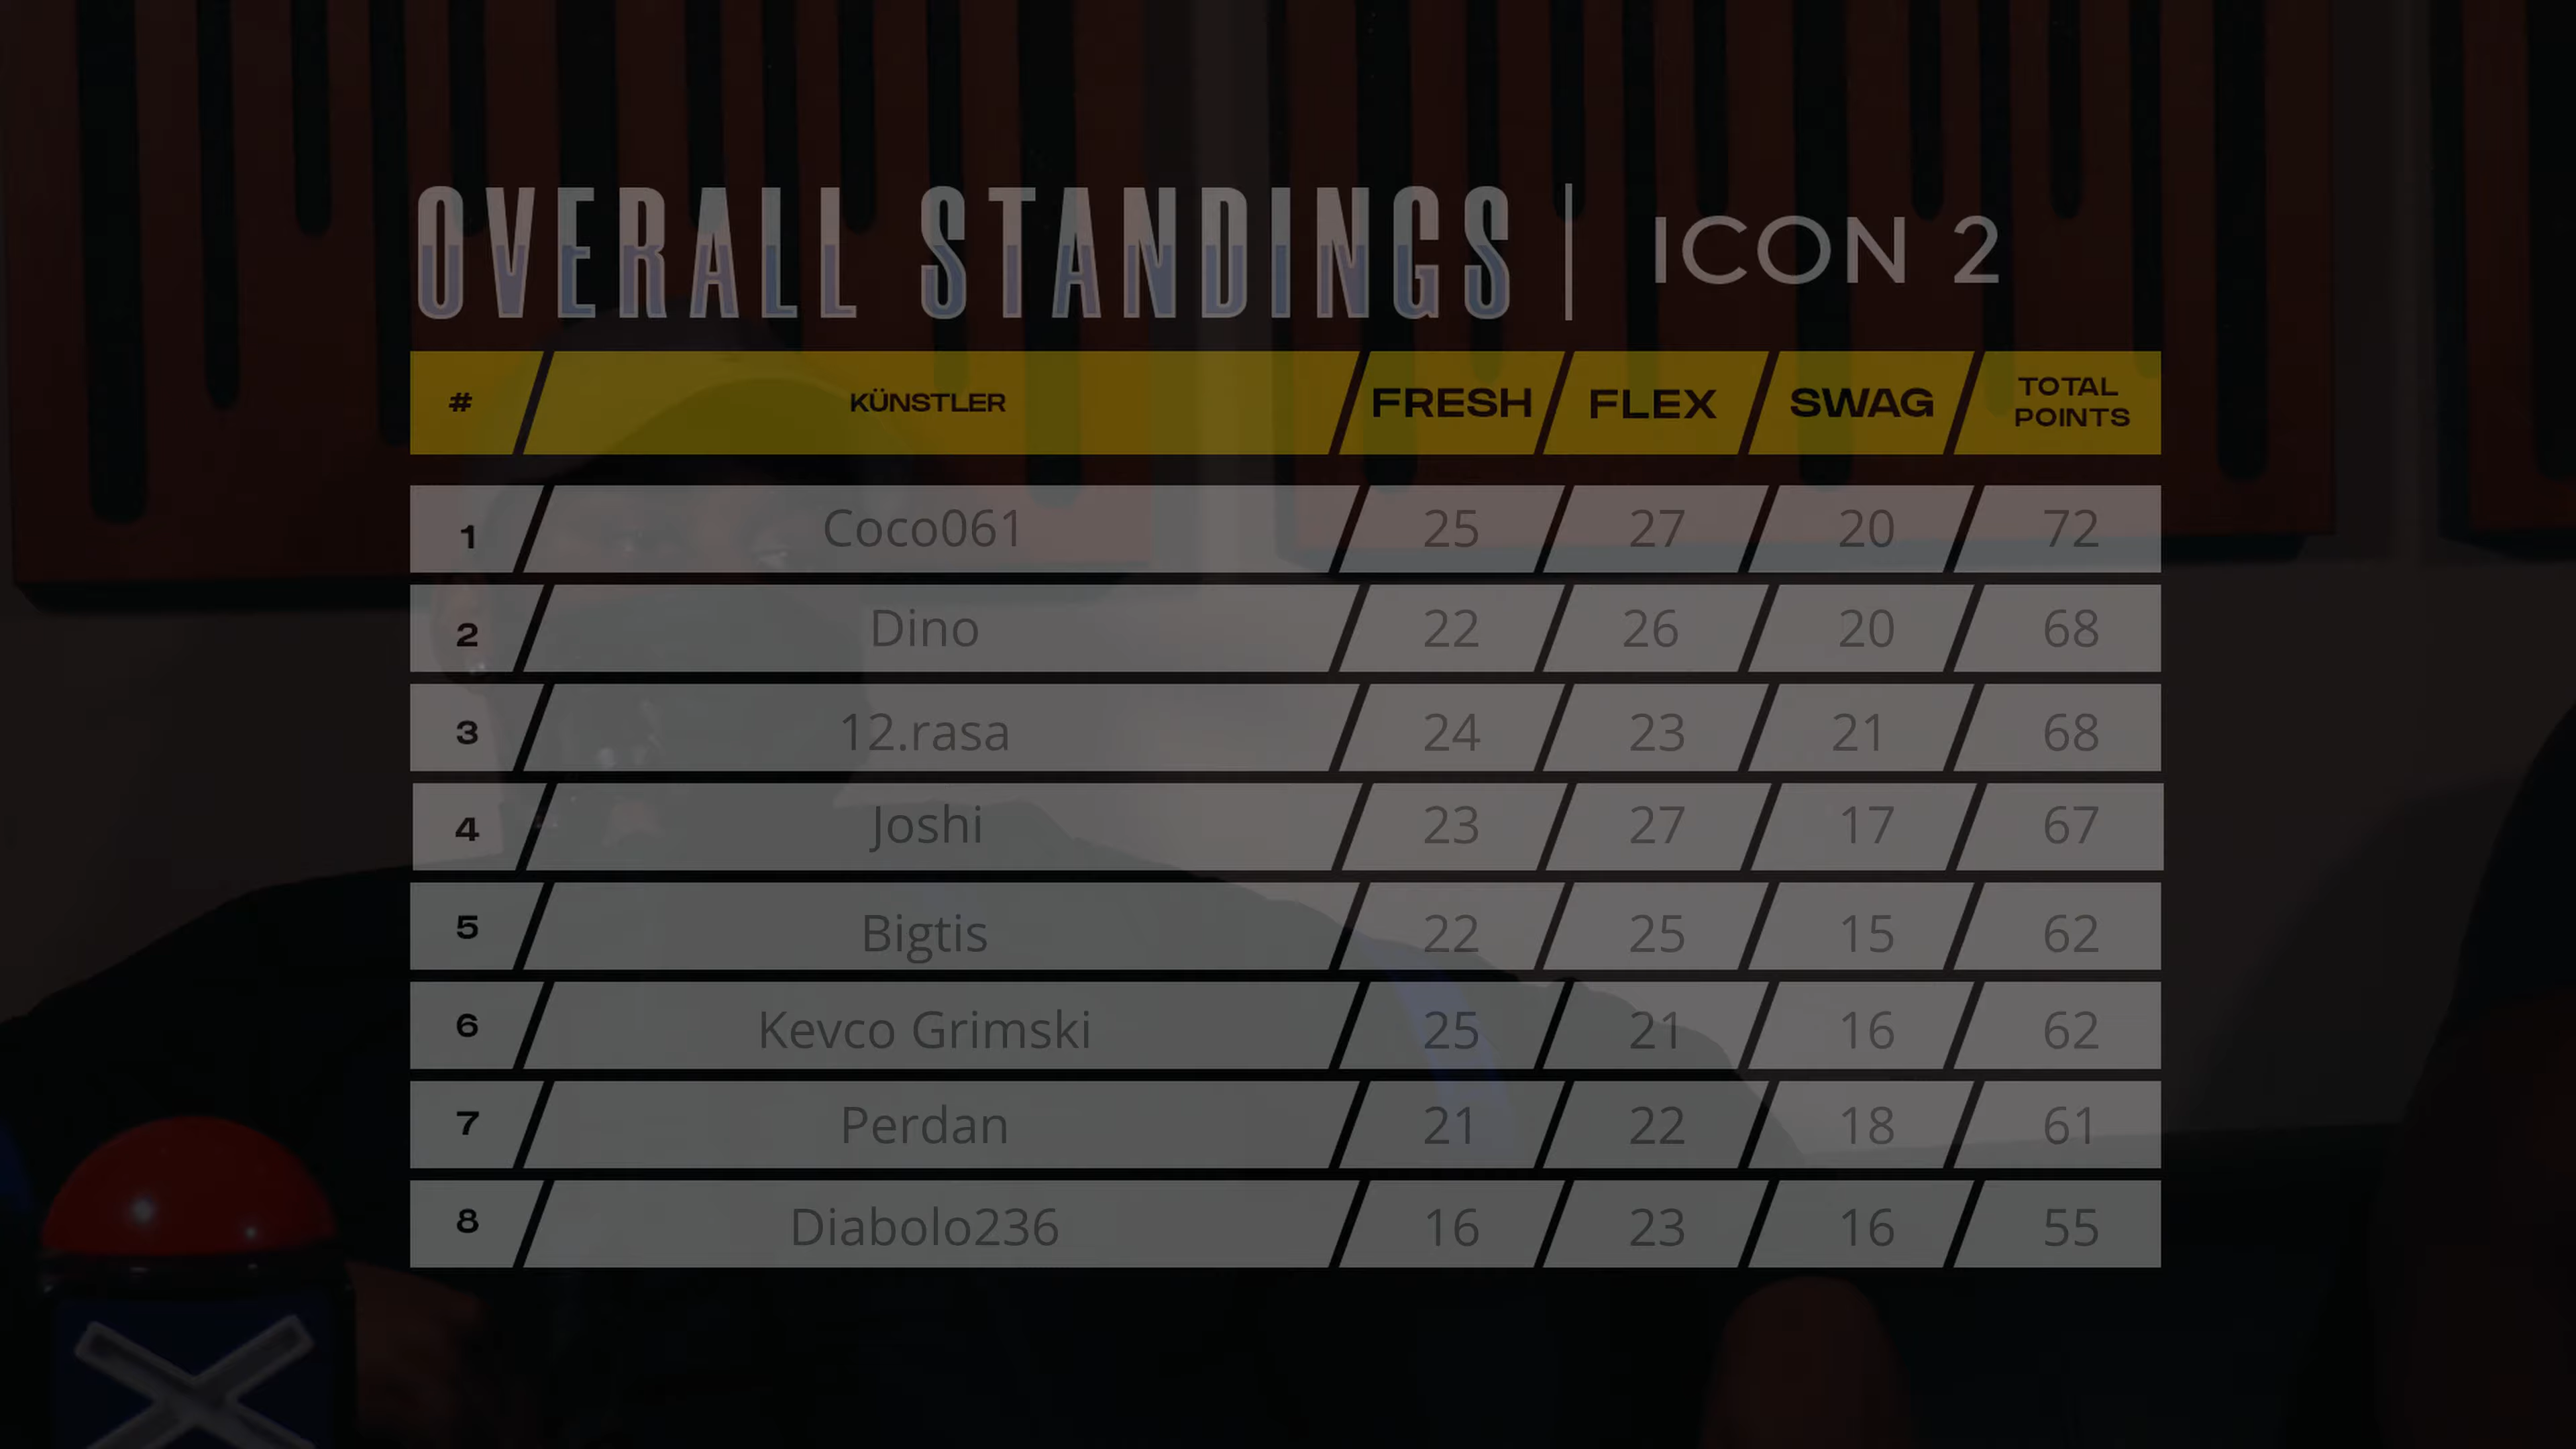 OVERALL STANDINGS | ICON 2
# KÜNSTLER FRESH FLEX SWAG TOTAL POINTS
1 Coco061 25 27 20 72
2 Dino 22 26 20 68
3 12.rasa 24 23 21 68
4 Joshi 23 27 17 67
5 Bigtis 22 25 15 62
6 Kevco Grimski 25 21 16 62
7 Perdan 21 22 18 61
8 Diabolo236 16 23 16 55